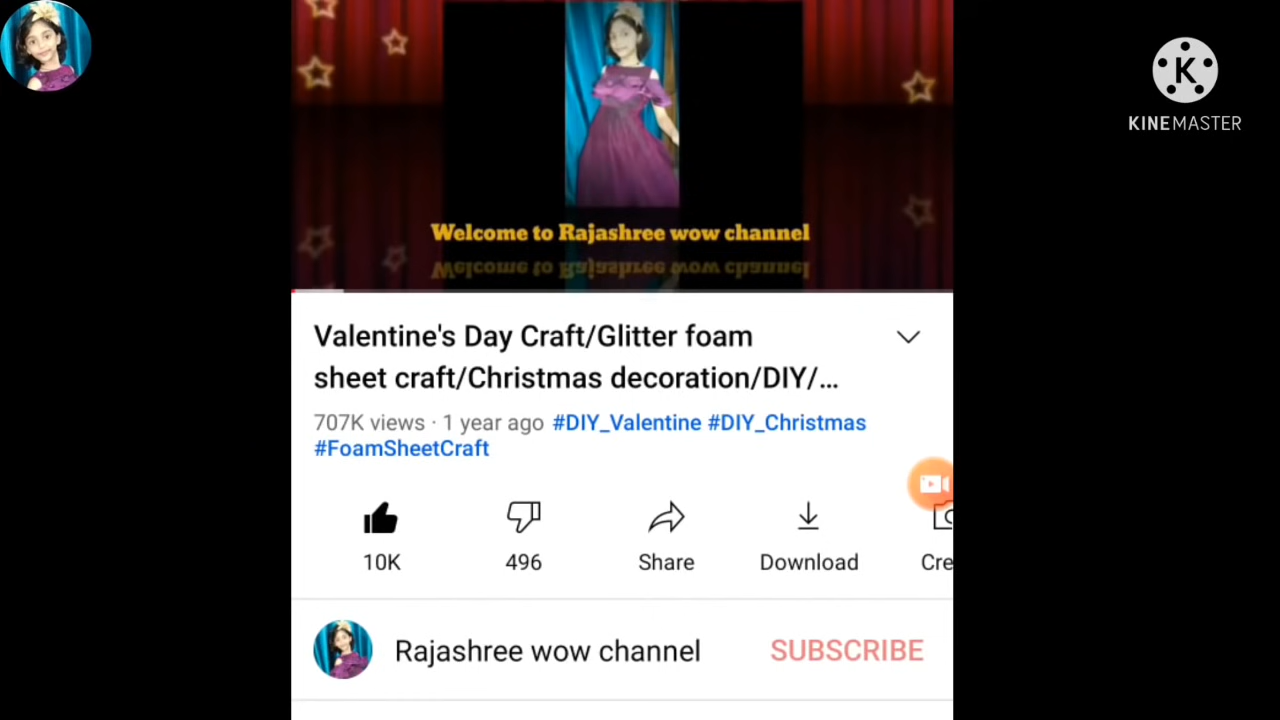 KINEMASTER
Welcome to Rajashree wow channel
Valentine's Day Craft/Glitter foam
sheet craft/Christmas decoration/DIY/...
707K views · 1 year ago #DIY_Valentine #DIY_Christmas
#FoamSheetCraft
10K
496
Share
Download
Cre
Rajashree wow channel
SUBSCRIBE